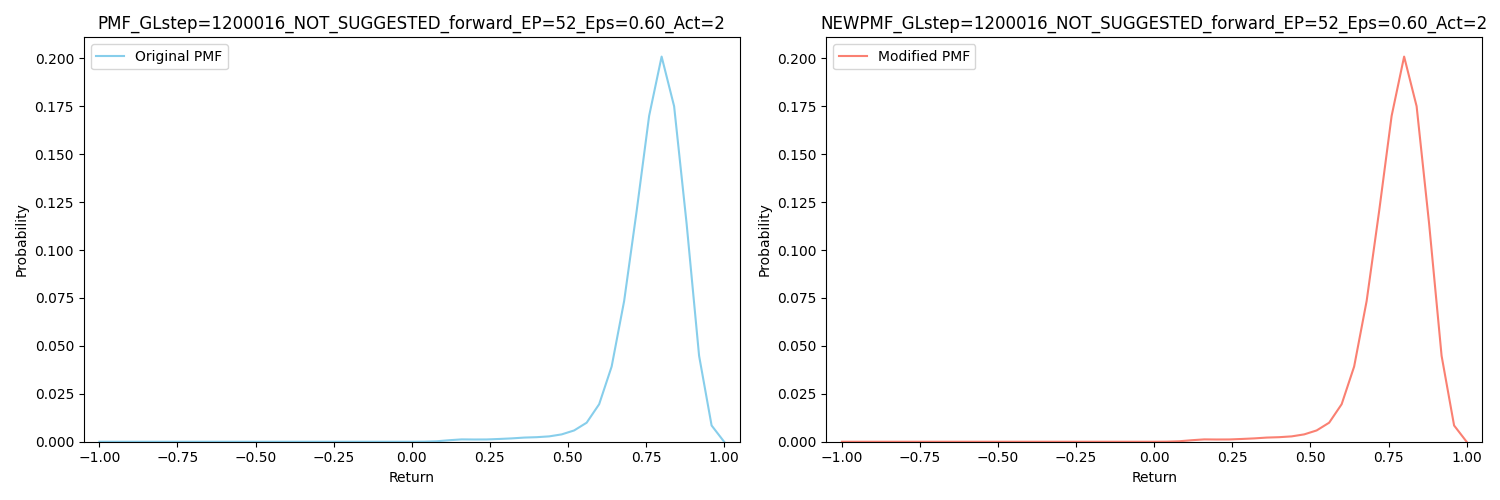 PMF_GLstep=1200016_NOT_SUGGESTED_forward_EP=52_Eps=0.60_Act=2
Original PMF
Probability
0.200
0.175
0.150
0.125
0.100
0.075
0.050
0.025
0.000
−1.00 −0.75 −0.50 −0.25 0.00 0.25 0.50 0.75 1.00
Return
NEWPMF_GLstep=1200016_NOT_SUGGESTED_forward_EP=52_Eps=0.60_Act=2
Modified PMF
Probability
0.200
0.175
0.150
0.125
0.100
0.075
0.050
0.025
0.000
−1.00 −0.75 −0.50 −0.25 0.00 0.25 0.50 0.75 1.00
Return